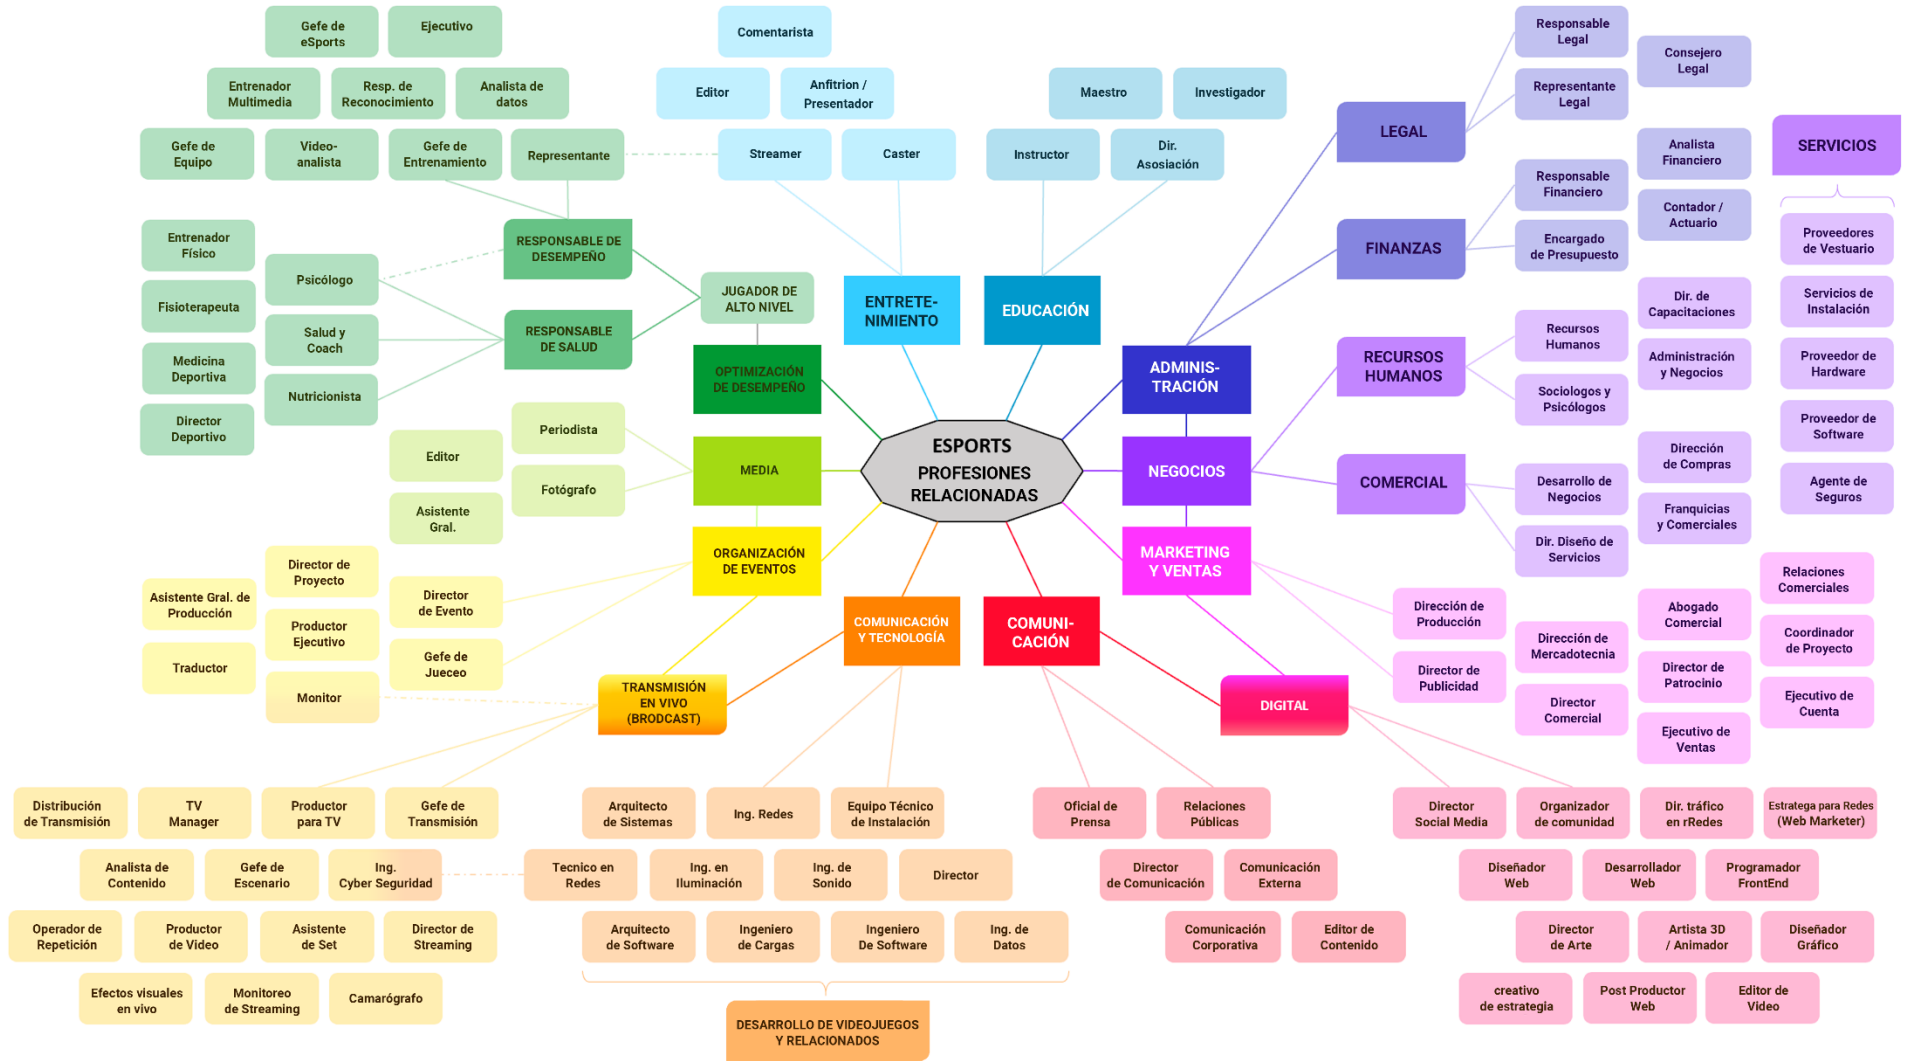 Gefe de
eSports
Ejecutivo
Entrenador
Multimedia
Resp. de
Reconocimiento
Analista de
datos
Gefe de
Equipo
Video-
analista
Gefe de
Entrenamiento
Representante
RESPONSABLE DE
DESEMPEÑO
Entrenador
Físico
Psicólogo
Fisioterapeuta
Salud y
Coach
RESPONSABLE
DE SALUD
Medicina
Deportiva
Nutricionista
Director
Deportivo
JUGADOR DE
ALTO NIVEL
OPTIMIZACIÓN
DE DESEMPEÑO
Comentarista
Editor
Anfitrion /
Presentador
Streamer
Caster
ENTRETE-
NIMIENTO
Maestro
Investigador
Instructor
Dir.
Asosiación
EDUCACIÓN
ESPORTS
PROFESIONES
RELACIONADAS
ADMINIS-
TRACIÓN
LEGAL
Responsable
Legal
Consejero
Legal
Representante
Legal
FINANZAS
Analista
Financiero
Responsable
Financiero
Contador /
Actuario
Encargado
de Presupuesto
NEGOCIOS
RECURSOS
HUMANOS
Dir. de
Capacitaciones
Recursos
Humanos
Administración
y Negocios
Sociologos y
Psicólogos
COMERCIAL
Dirección
de Compras
Desarrollo de
Negocios
Franquicias
y Comerciales
Dir. Diseño de
Servicios
SERVICIOS
Proveedores
de Vestuario
Servicios de
Instalación
Proveedor de
Hardware
Proveedor de
Software
Agente de
Seguros
MEDIA
Periodista
Editor
Fotógrafo
Asistente
Gral.
ORGANIZACIÓN
DE EVENTOS
Director de
Proyecto
Asistente Gral. de
Producción
Director
de Evento
Productor
Ejecutivo
Traductor
Gefe de
Jueceo
Monitor
TRANSMISIÓN
EN VIVO
(BRODCAST)
COMUNICACIÓN
Y TECNOLOGÍA
COMUNI-
CACIÓN
MARKETING
Y VENTAS
DIGITAL
Dirección de
Producción
Director de
Publicidad
Dirección de
Mercadotecnia
Director
Comercial
Abogado
Comercial
Director de
Patrocinio
Ejecutivo de
Ventas
Relaciones
Comerciales
Coordinador
de Proyecto
Ejecutivo de
Cuenta
Distribución
de Transmisión
TV
Manager
Productor
para TV
Gefe de
Transmisión
Analista de
Contenido
Gefe de
Escenario
Ing.
Cyber Seguridad
Operador de
Repetición
Productor
de Video
Asistente
de Set
Director de
Streaming
Efectos visuales
en vivo
Monitoreo
de Streaming
Camarógrafo
Arquitecto
de Sistemas
Ing. Redes
Equipo Técnico
de Instalación
Tecnico en
Redes
Ing. en
Iluminación
Ing. de
Sonido
Director
Arquitecto
de Software
Ingeniero
de Cargas
Ingeniero
De Software
Ing. de
Datos
DESARROLLO DE VIDEOJUEGOS
Y RELACIONADOS
Oficial de
Prensa
Relaciones
Públicas
Director
de Comunicación
Comunicación
Externa
Comunicación
Corporativa
Editor de
Contenido
Director
Social Media
Organizador
de comunidad
Dir. tráfico
en rRedes
Estratega para Redes
(Web Marketer)
Diseñador
Web
Desarrollador
Web
Programador
FrontEnd
Director
de Arte
Artista 3D
/ Animador
Diseñador
Gráfico
creativo
de estrategia
Post Productor
Web
Editor de
Video